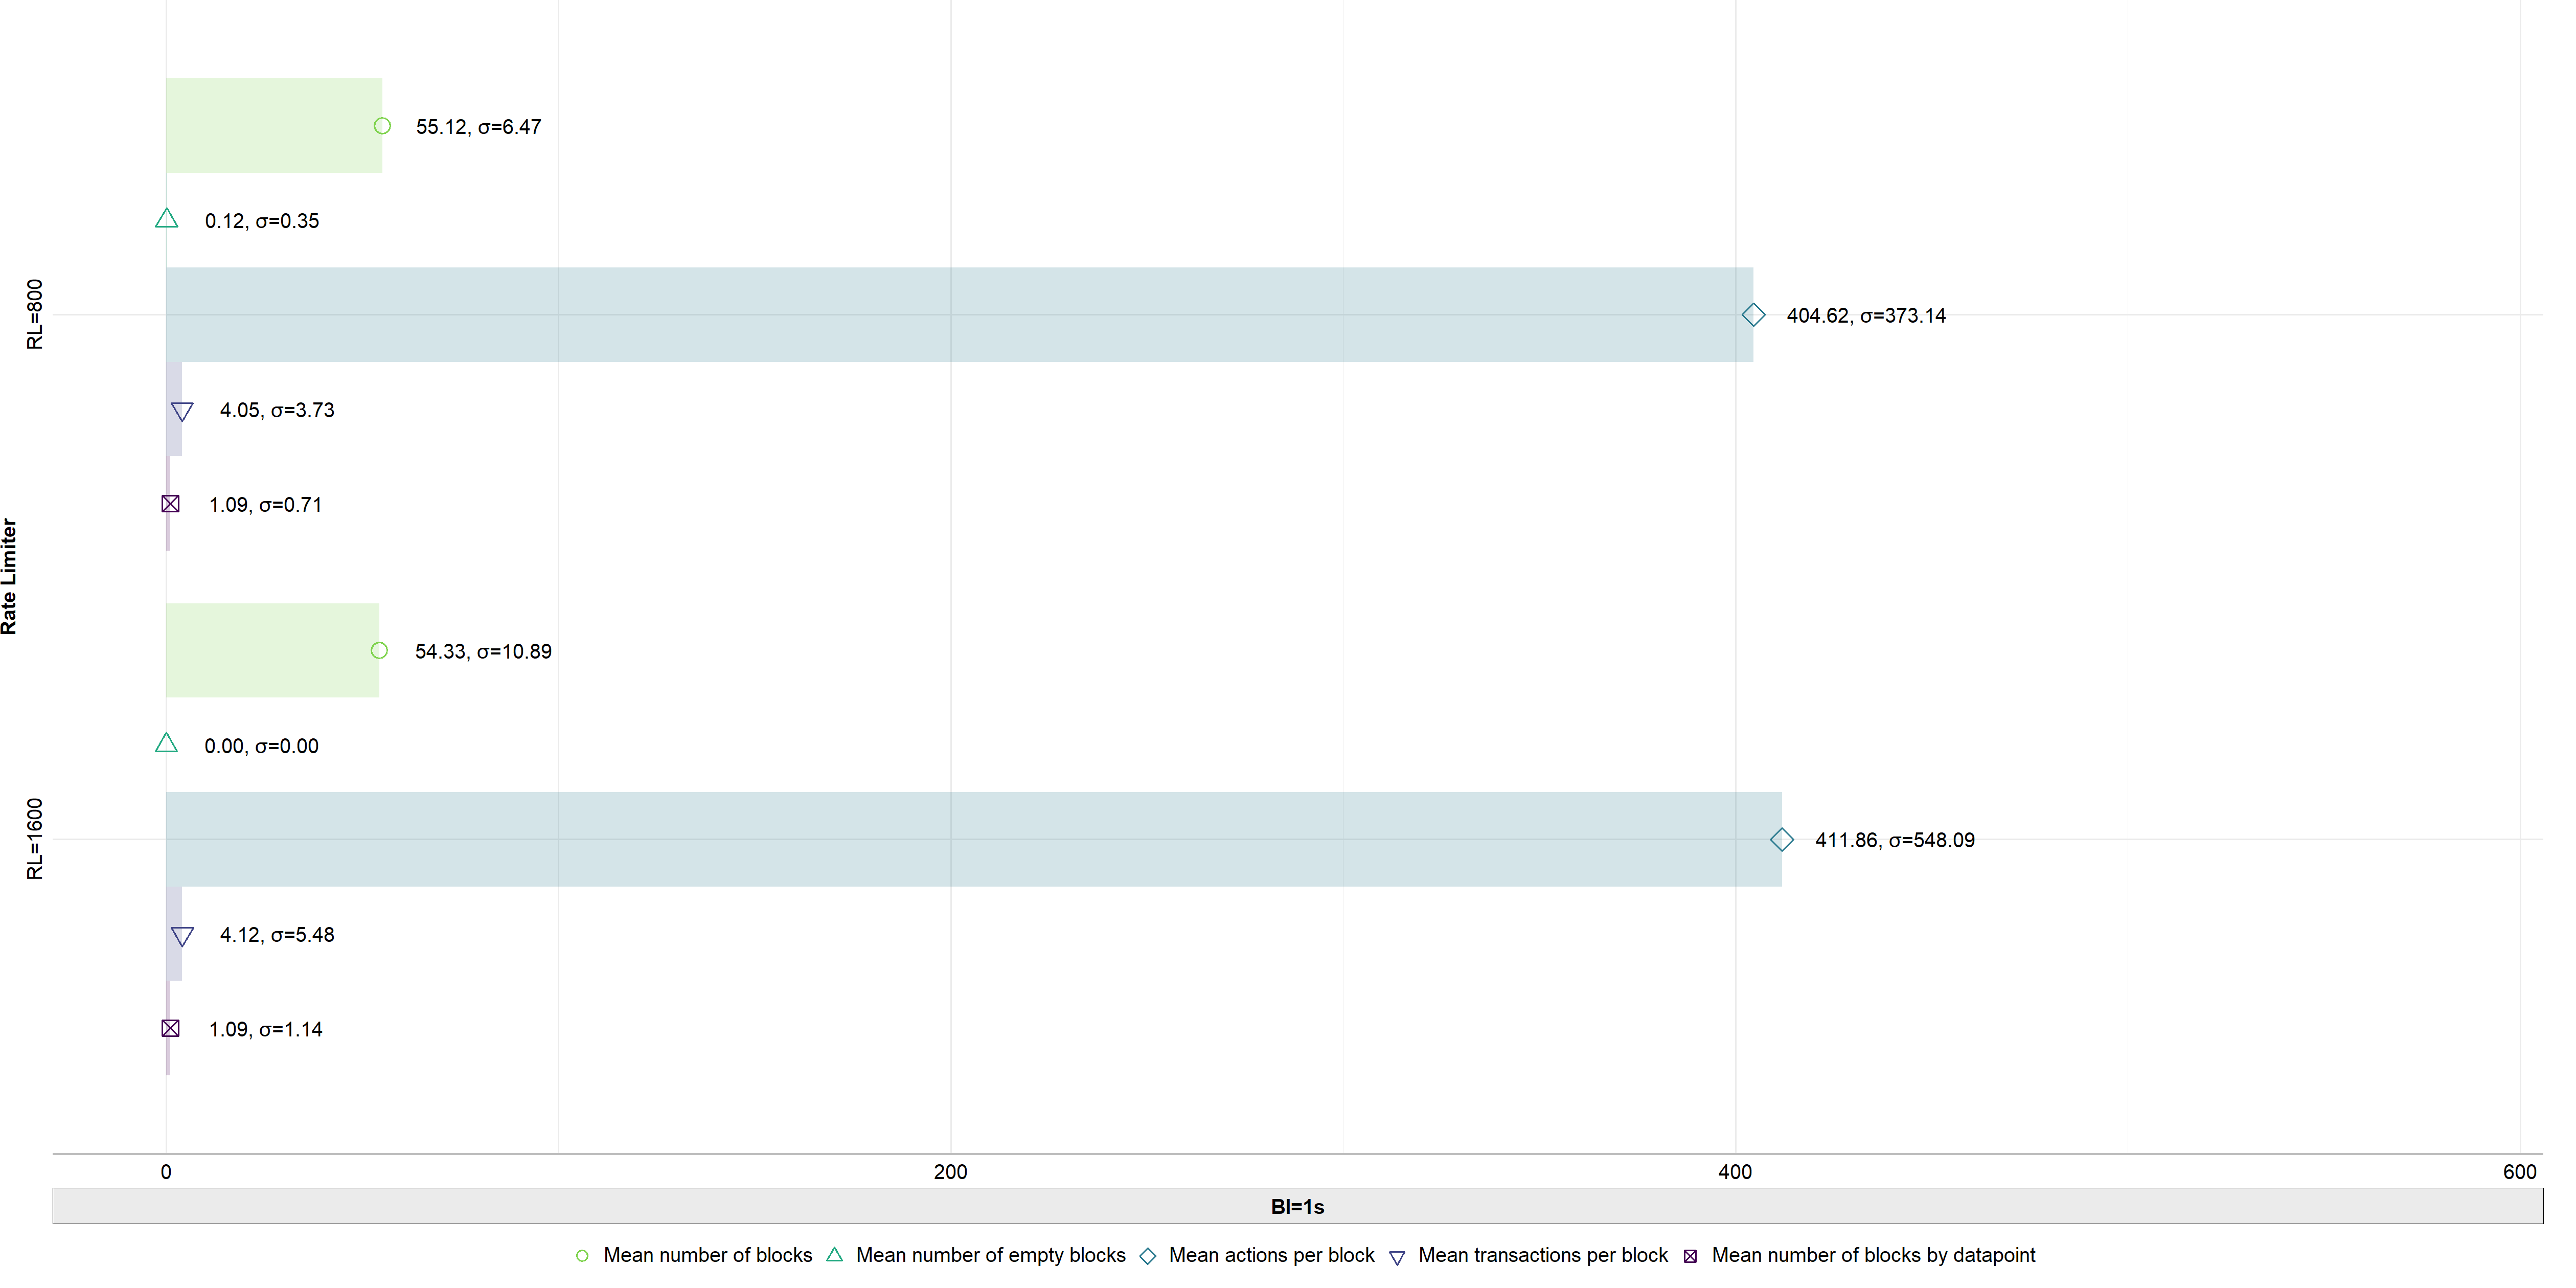 55.12, σ=6.47
0.12, σ=0.35
RL=800
404.62, σ=373.14
4.05, σ=3.73
1.09, σ=0.71
Rate Limiter
54.33, σ=10.89
0.00, σ=0.00
RL=1600
411.86, σ=548.09
4.12, σ=5.48
1.09, σ=1.14
0 200 400 600
BI=1s
Mean number of blocks Mean number of empty blocks Mean actions per block Mean transactions per block Mean number of blocks by datapoint